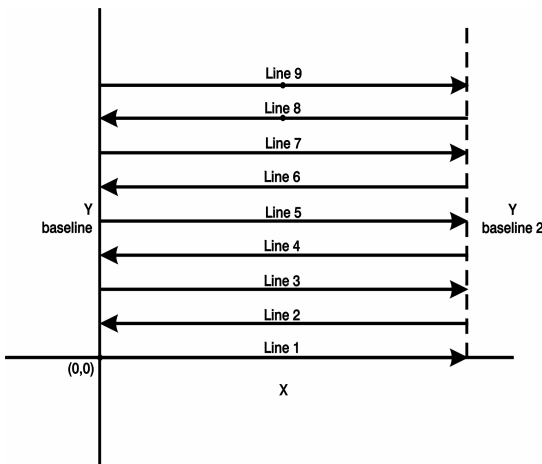 Line 9
Line 8
Line 7
Line 6
Y
baseline
Line 5
Y
baseline 2
Line 4
Line 3
Line 2
Line 1
(0,0)
X